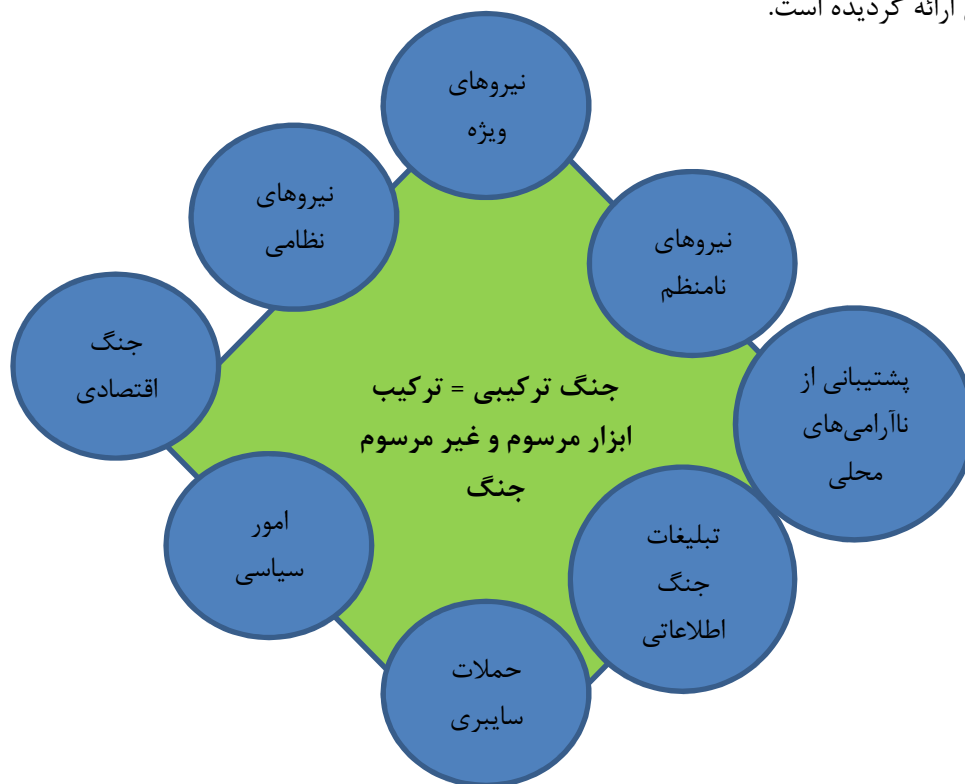 ارائه گردیده است.
نیروهای
ویژه
نیروهای
نظامی
نیروهای
نامنظم
جنگ
اقتصادی
پشتیبانی از
ناآرامی‌های
محلی
جنگ ترکیبی = ترکیب
ابزار مرسوم و غیر مرسوم
جنگ
امور
سیاسی
تبلیغات
جنگ
اطلاعاتی
حملات
سایبری